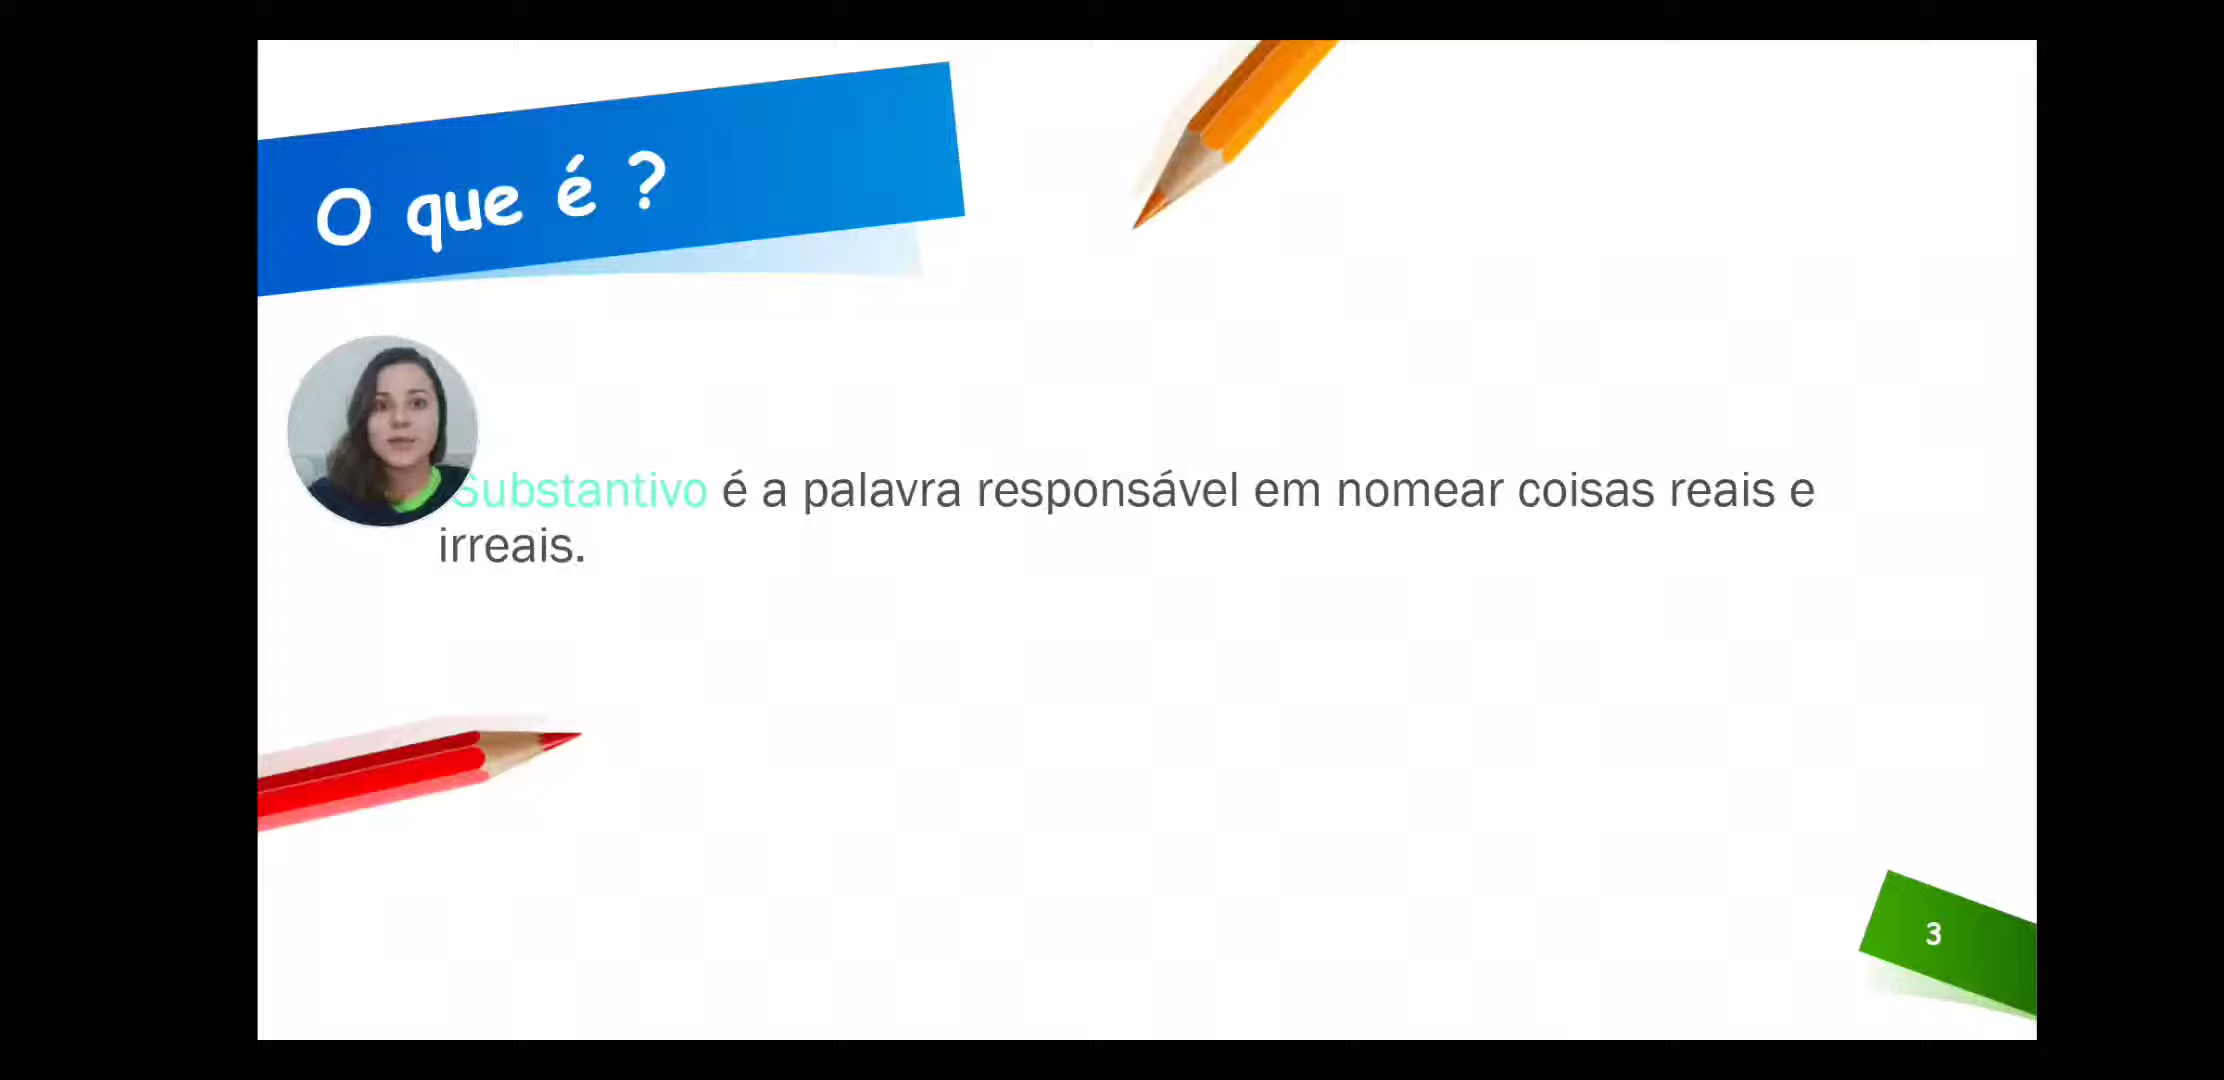 O que é ?
Substantivo é a palavra responsável em nomear coisas reais e
irreais.
3